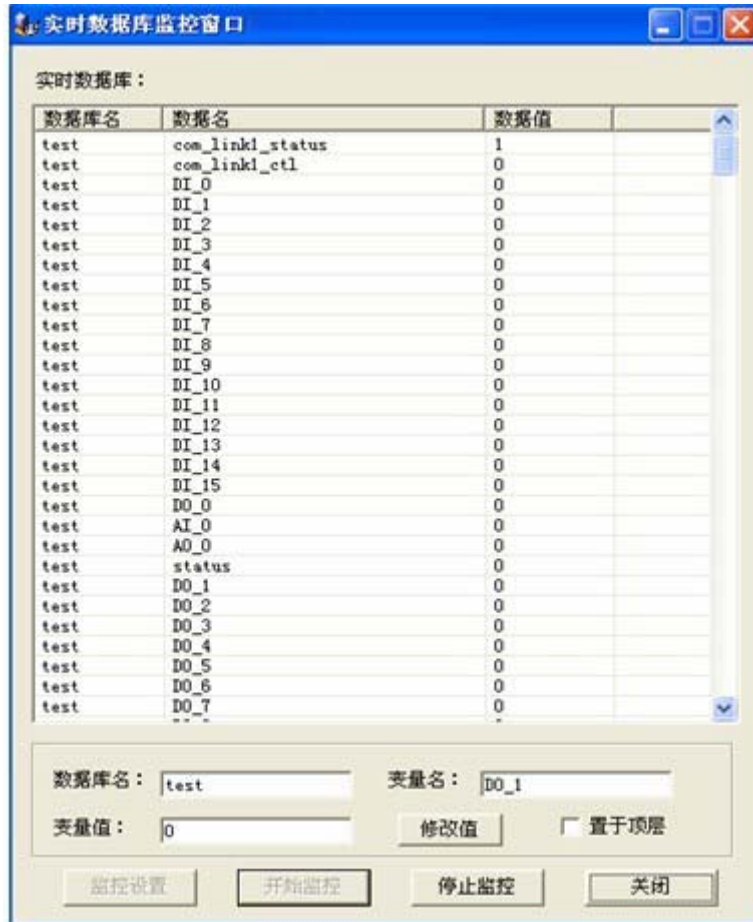 实时数据库监控窗口
实时数据库：
数据库名 数据名 数据值
test com_link1_status 1
test com_link1_ctl 0
test DI_0 0
test DI_1 0
test DI_2 0
test DI_3 0
test DI_4 0
test DI_5 0
test DI_6 0
test DI_7 0
test DI_8 0
test DI_9 0
test DI_10 0
test DI_11 0
test DI_12 0
test DI_13 0
test DI_14 0
test DI_15 0
test DO_0 0
test AI_0 0
test AO_0 0
test status 0
test DO_1 0
test DO_2 0
test DO_3 0
test DO_4 0
test DO_5 0
test DO_6 0
test DO_7 0
数据库名： test 变量名： DO_1
变量值： 0 修改值 置于顶层
监控设置 开始监控 停止监控 关闭